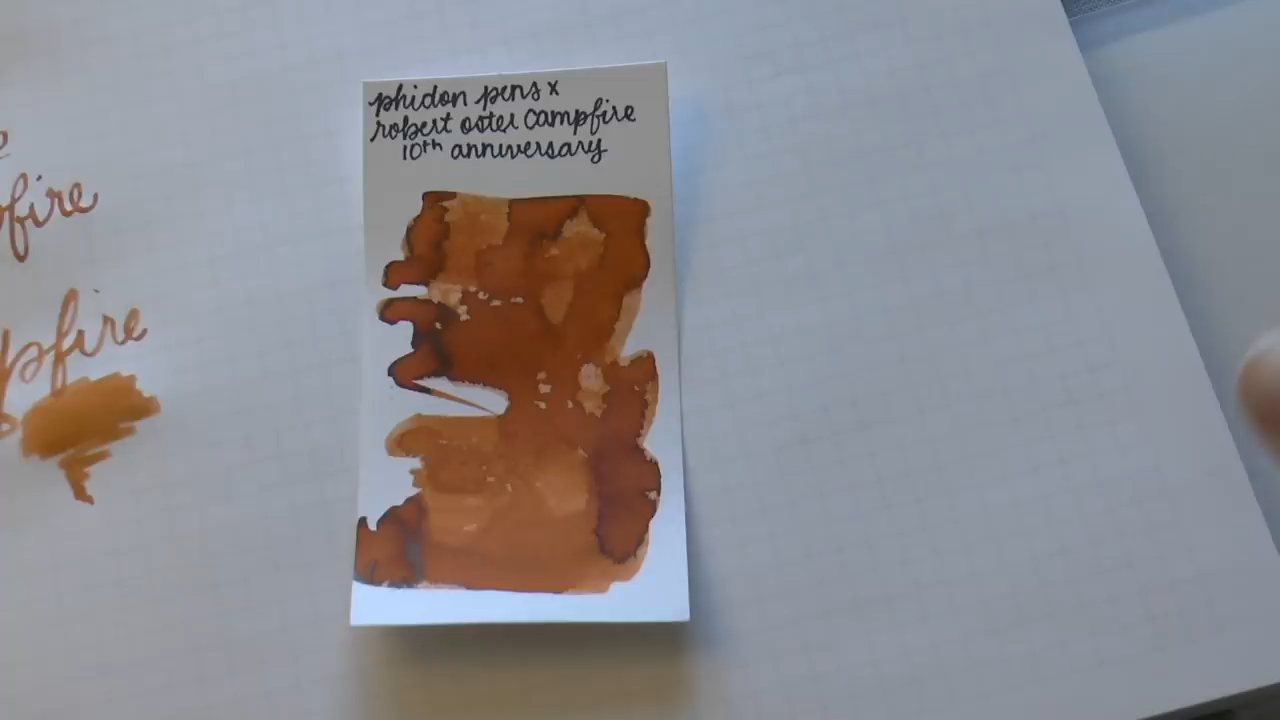 phidon pens x
robert oster campfire
10th anniversary